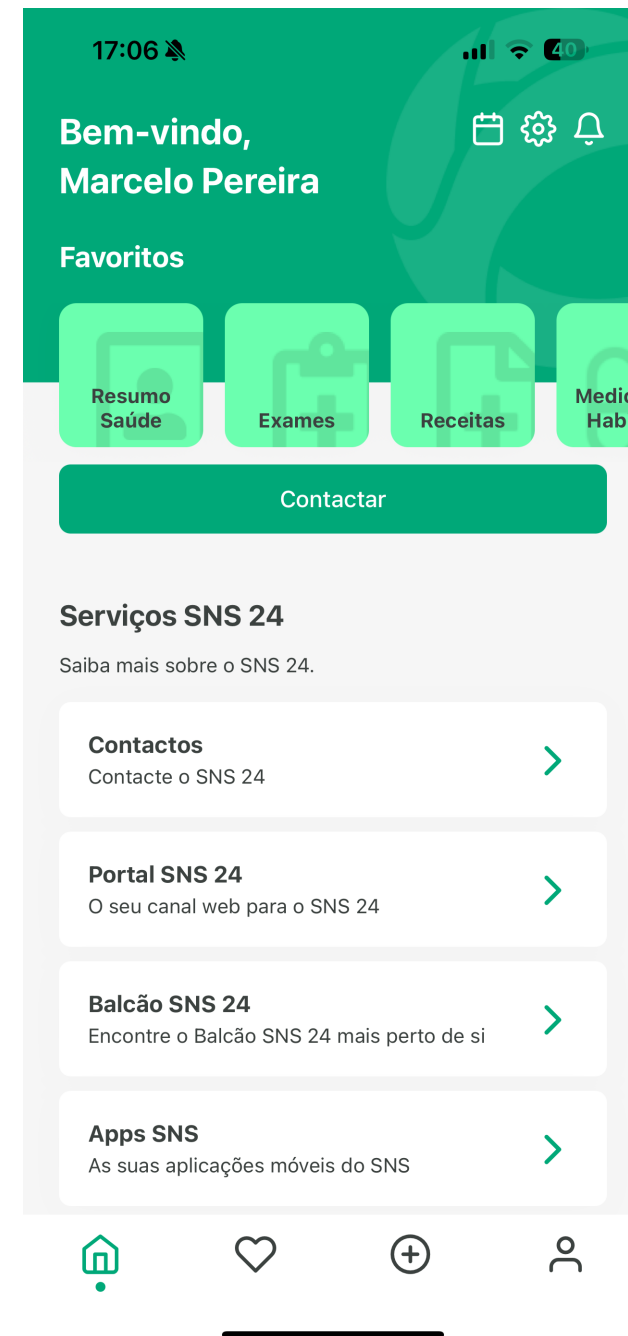 17:06
40
Bem-vindo,
Marcelo Pereira
Favoritos
Resumo
Saúde
Exames
Receitas
Medic
Hab
Contactar
Serviços SNS 24
Saiba mais sobre o SNS 24.
Contactos
Contacte o SNS 24
Portal SNS 24
O seu canal web para o SNS 24
Balcão SNS 24
Encontre o Balcão SNS 24 mais perto de si
Apps SNS
As suas aplicações móveis do SNS